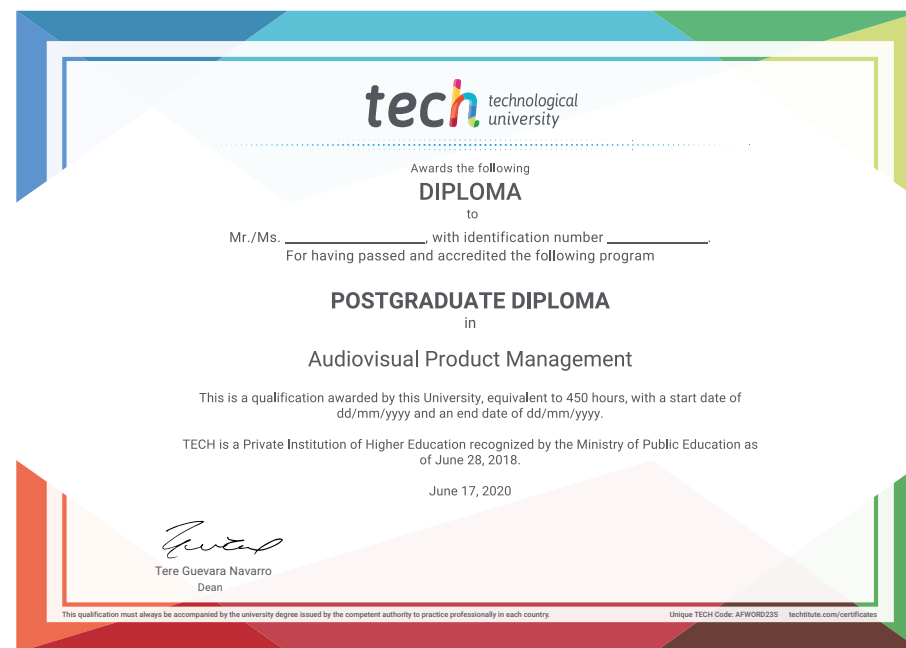 tech technological
university
Awards the following
DIPLOMA
to
Mr./Ms. ____________________, with identification number ______________.
For having passed and accredited the following program
POSTGRADUATE DIPLOMA
in
Audiovisual Product Management
This is a qualification awarded by this University, equivalent to 450 hours, with a start date of
dd/mm/yyyy and an end date of dd/mm/yyyy.
TECH is a Private Institution of Higher Education recognized by the Ministry of Public Education as
of June 28, 2018.
June 17, 2020
Tere Guevara Navarro
Dean
This qualification must always be accompanied by the university degree issued by the competent authority to practice professionally in each country. Unique TECH Code: AFWORD23S techtitute.com/certificates